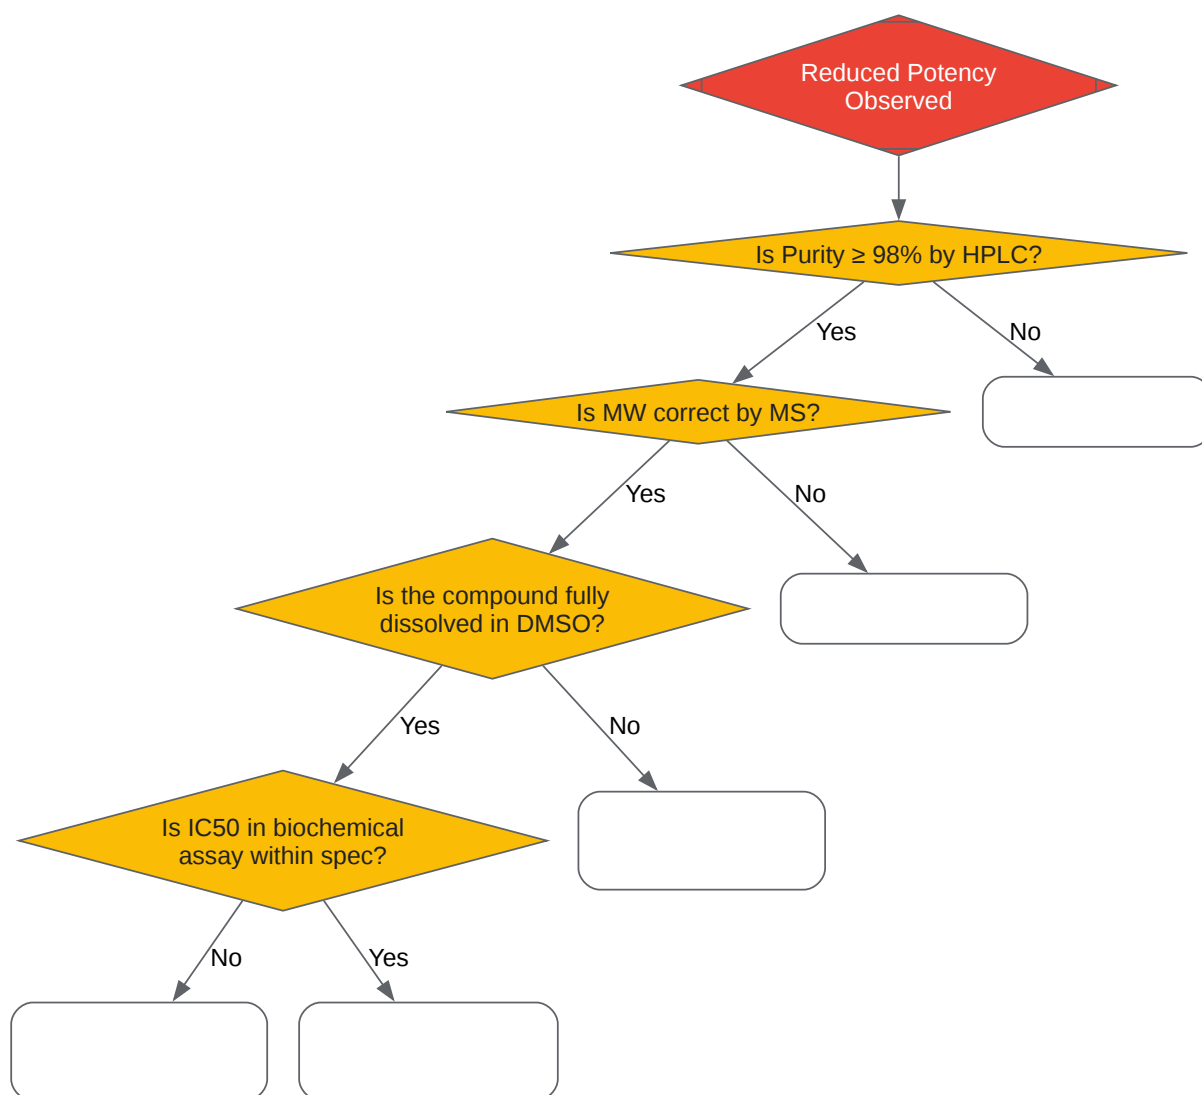 Reduced Potency
Observed
Is Purity ≥ 98% by HPLC?
Yes
No
Is MW correct by MS?
Yes
No
Is the compound fully
dissolved in DMSO?
Yes
No
Is IC50 in biochemical
assay within spec?
No
Yes